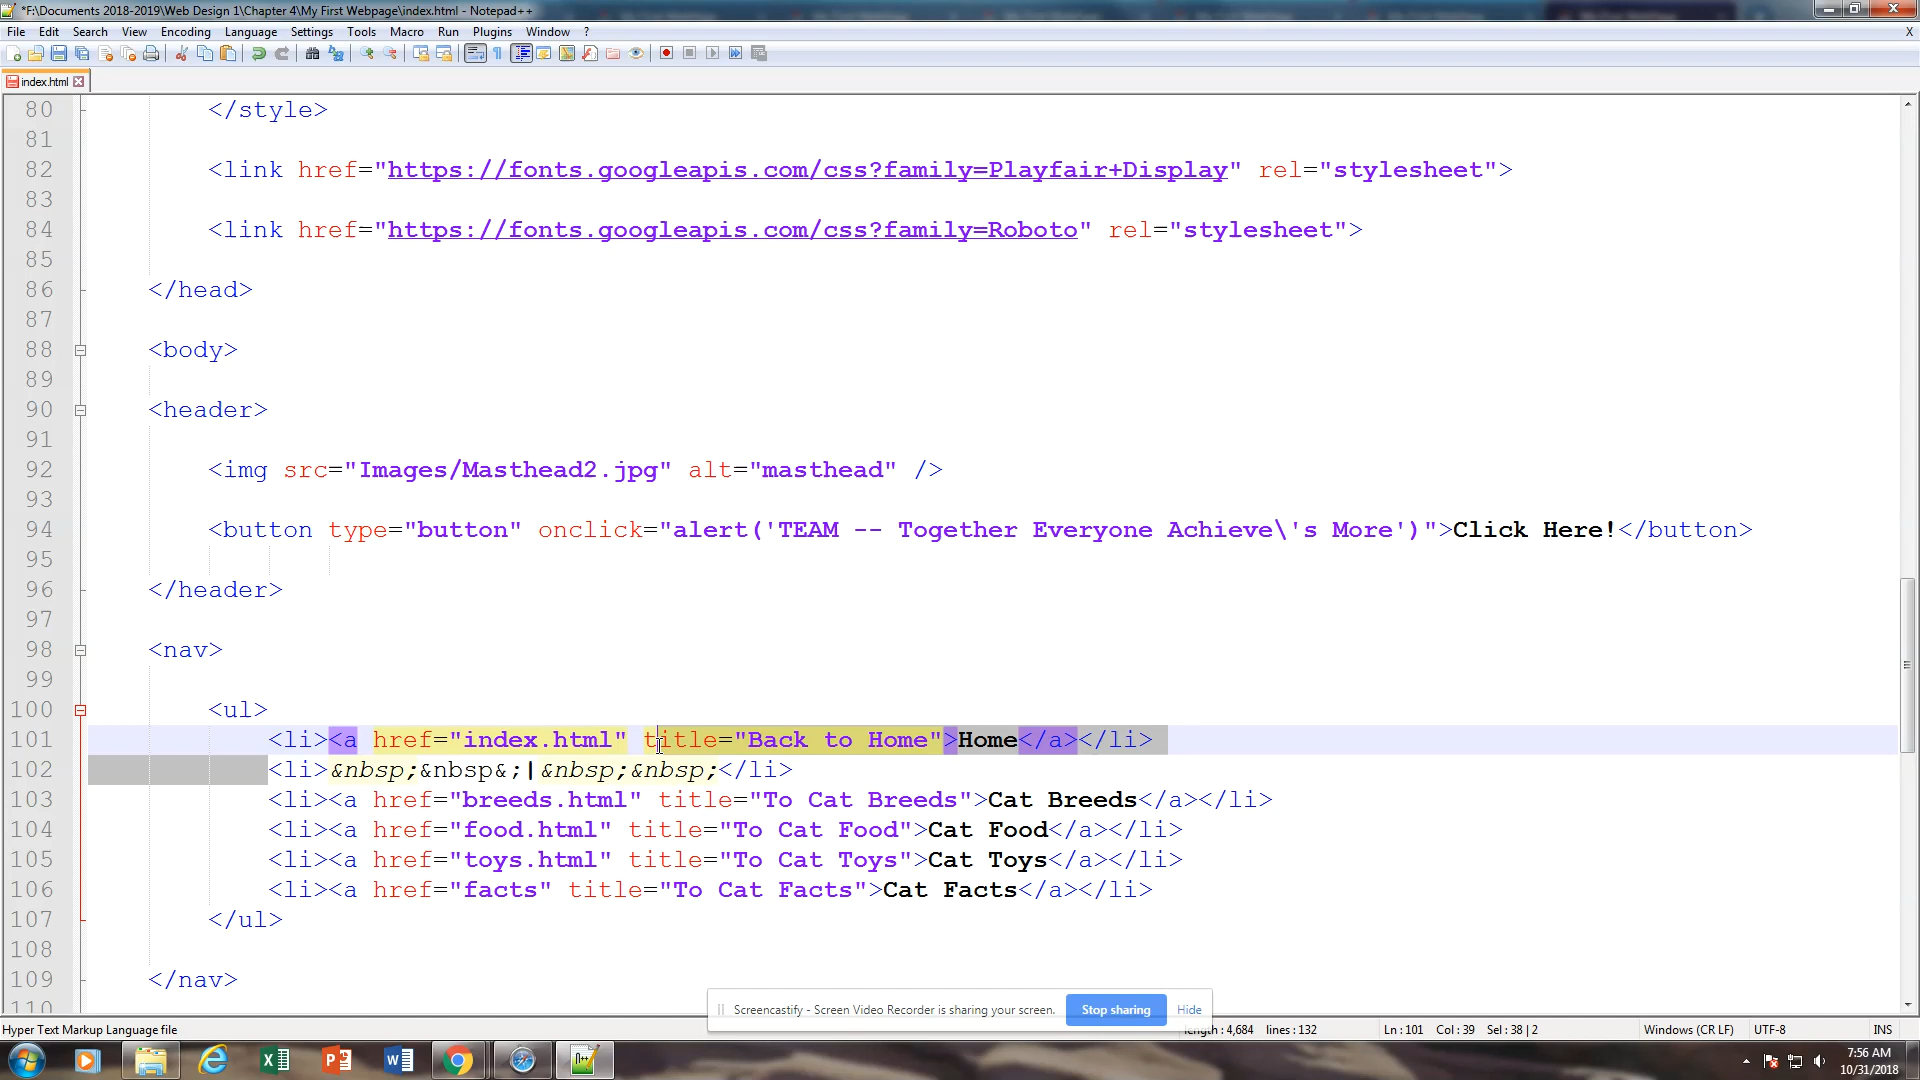 *F:\Documents 2018-2019\Web Design 1\Chapter 4\My First Webpage\index.html - Notepad++
File Edit Search View Encoding Language Settings Tools Macro Run Plugins Window ? X
index.html
80 </style>
81
82 <link href="https://fonts.googleapis.com/css?family=Playfair+Display" rel="stylesheet">
83
84 <link href="https://fonts.googleapis.com/css?family=Roboto" rel="stylesheet">
85
86 </head>
87
88 <body>
89
90 <header>
91
92 <img src="Images/Masthead2.jpg" alt="masthead" />
93
94 <button type="button" onclick="alert('TEAM -- Together Everyone Achieve\'s More')">Click Here!</button>
95
96 </header>
97
98 <nav>
99
100 <ul>
101 <li><a href="index.html" title="Back to Home">Home</a></li>
102 <li>&nbsp;&nbsp&;|&nbsp;&nbsp;</li>
103 <li><a href="breeds.html" title="To Cat Breeds">Cat Breeds</a></li>
104 <li><a href="food.html" title="To Cat Food">Cat Food</a></li>
105 <li><a href="toys.html" title="To Cat Toys">Cat Toys</a></li>
106 <li><a href="facts" title="To Cat Facts">Cat Facts</a></li>
107 </ul>
108
109 </nav>
110
Screencastify - Screen Video Recorder is sharing your screen. Stop sharing Hide
Hyper Text Markup Language file length : 4,684 lines : 132 Ln : 101 Col : 39 Sel : 38 | 2 Windows (CR LF) UTF-8 INS
7:56 AM
10/31/2018